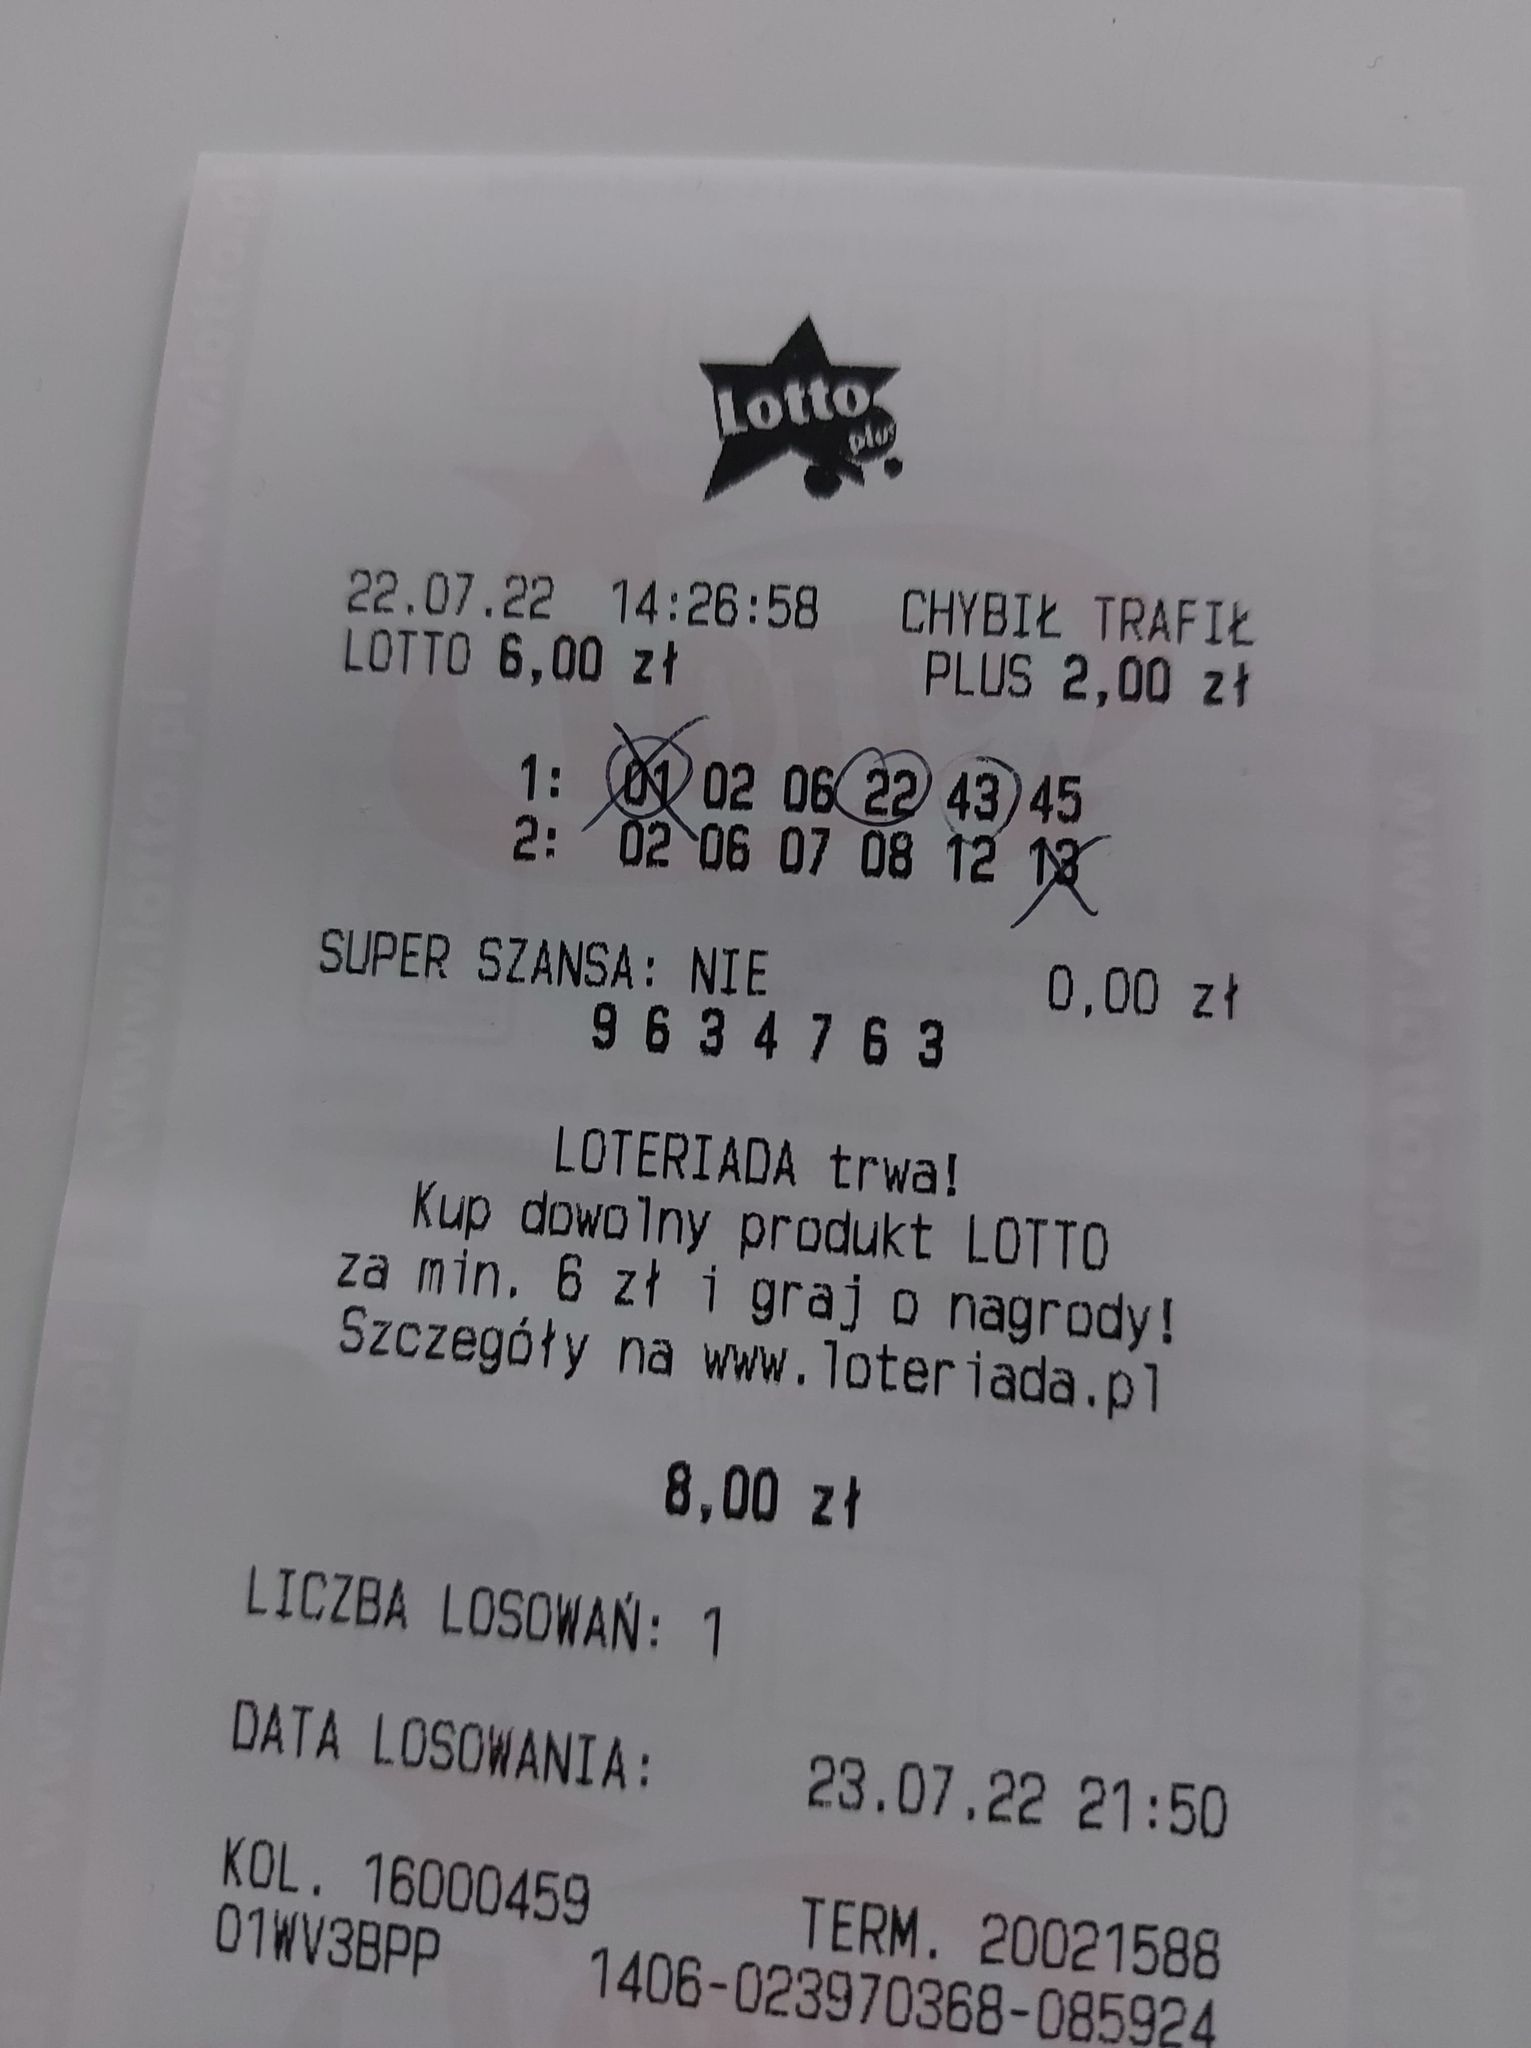 Lotto
plus
22.07.22 14:26:58 CHYBIŁ TRAFIŁ
LOTTO 6,00 zł PLUS 2,00 zł
1: 01 02 06 22 43 45
2: 02 06 07 08 12 13
SUPER SZANSA: NIE 0,00 zł
9 6 3 4 7 6 3
LOTERIADA trwa!
Kup dowolny produkt LOTTO
za min. 6 zł i graj o nagrody!
Szczegóły na www.loteriada.pl
8,00 zł
LICZBA LOSOWAŃ: 1
DATA LOSOWANIA: 23.07.22 21:50
KOL. 16000459 TERM. 20021588
01WV3BPP 1406-023970368-085924
www.lotto.pl